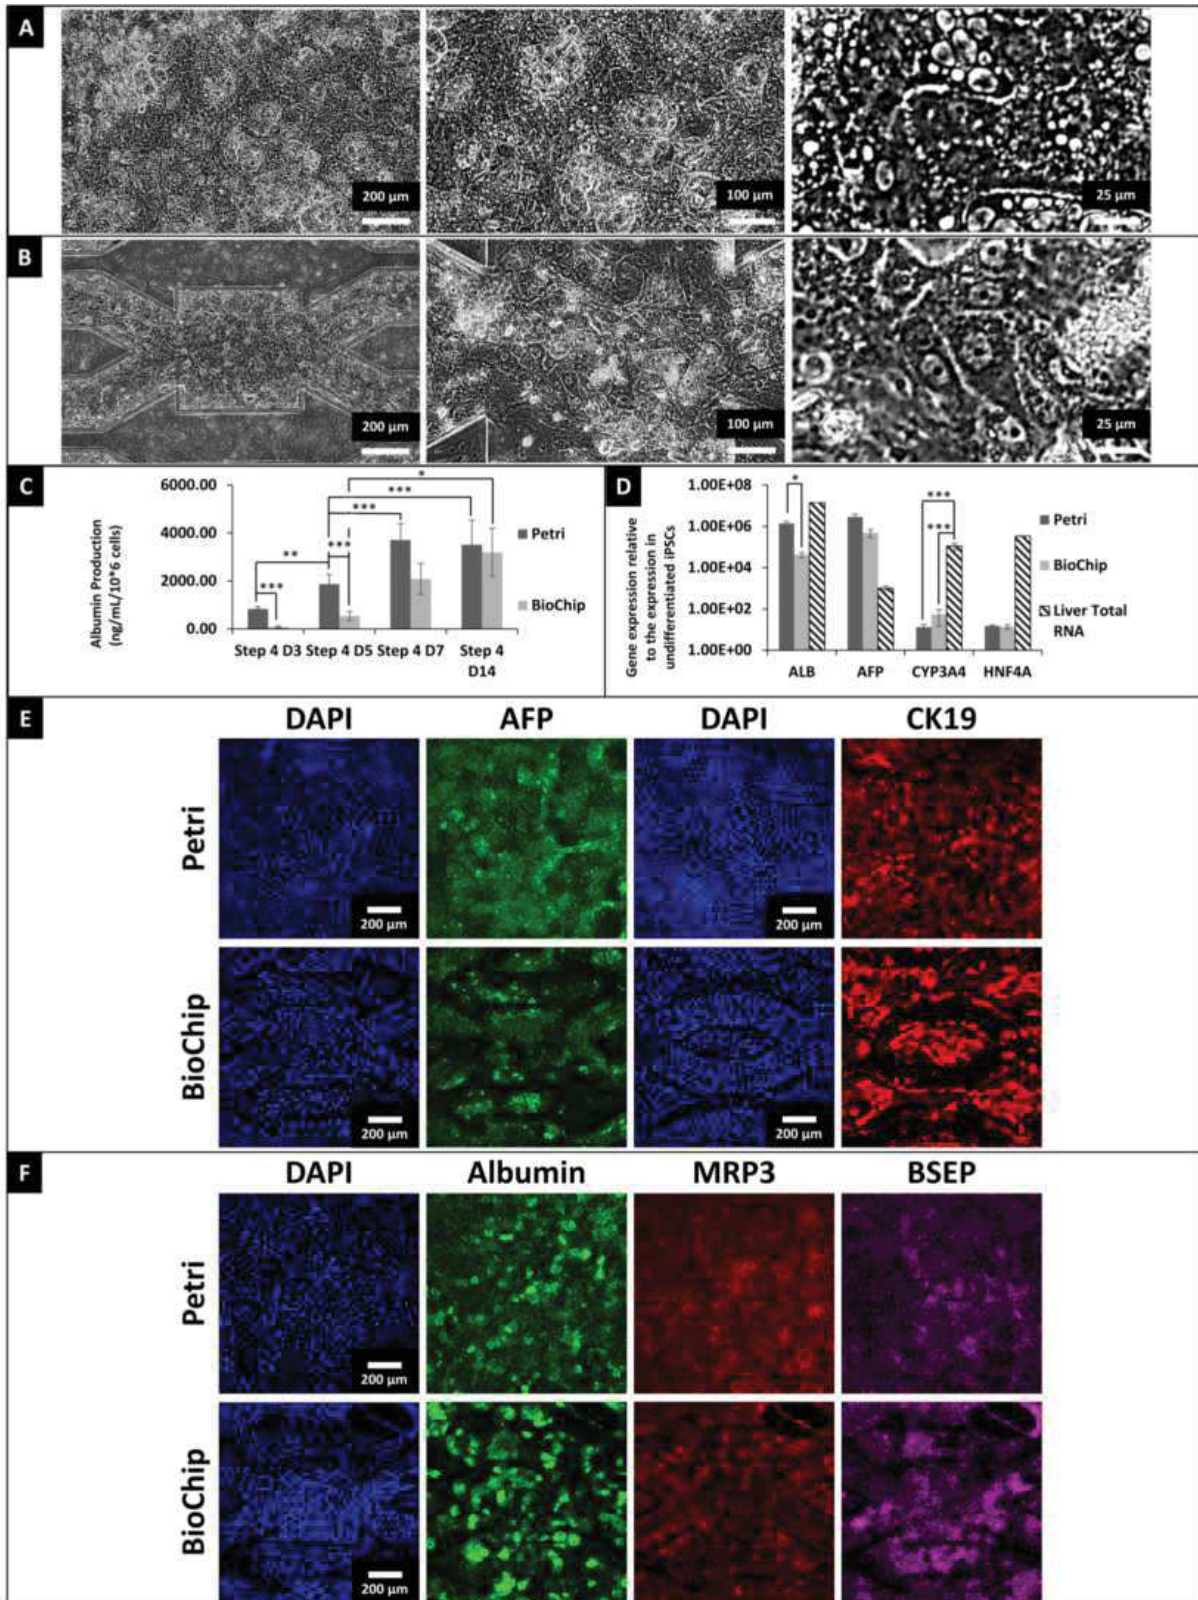 A
200 µm
100 µm
25 µm
B
200 µm
100 µm
25 µm
C
Albumin Production
(ng/mL/10*6 cells)
6000.00
4000.00
2000.00
0.00
*
***
***
**
***
***
Petri
BioChip
Step 4 D3 Step 4 D5 Step 4 D7 Step 4
D14
D
Gene expression relative
to the expression in
undifferentiated iPSCs
1.00E+08
1.00E+06
1.00E+04
1.00E+02
1.00E+00
*
***
***
Petri
BioChip
Liver Total
RNA
ALB AFP CYP3A4 HNF4A
E
DAPI AFP DAPI CK19
Petri
200 µm
200 µm
BioChip
200 µm
200 µm
F
DAPI Albumin MRP3 BSEP
Petri
200 µm
BioChip
200 µm